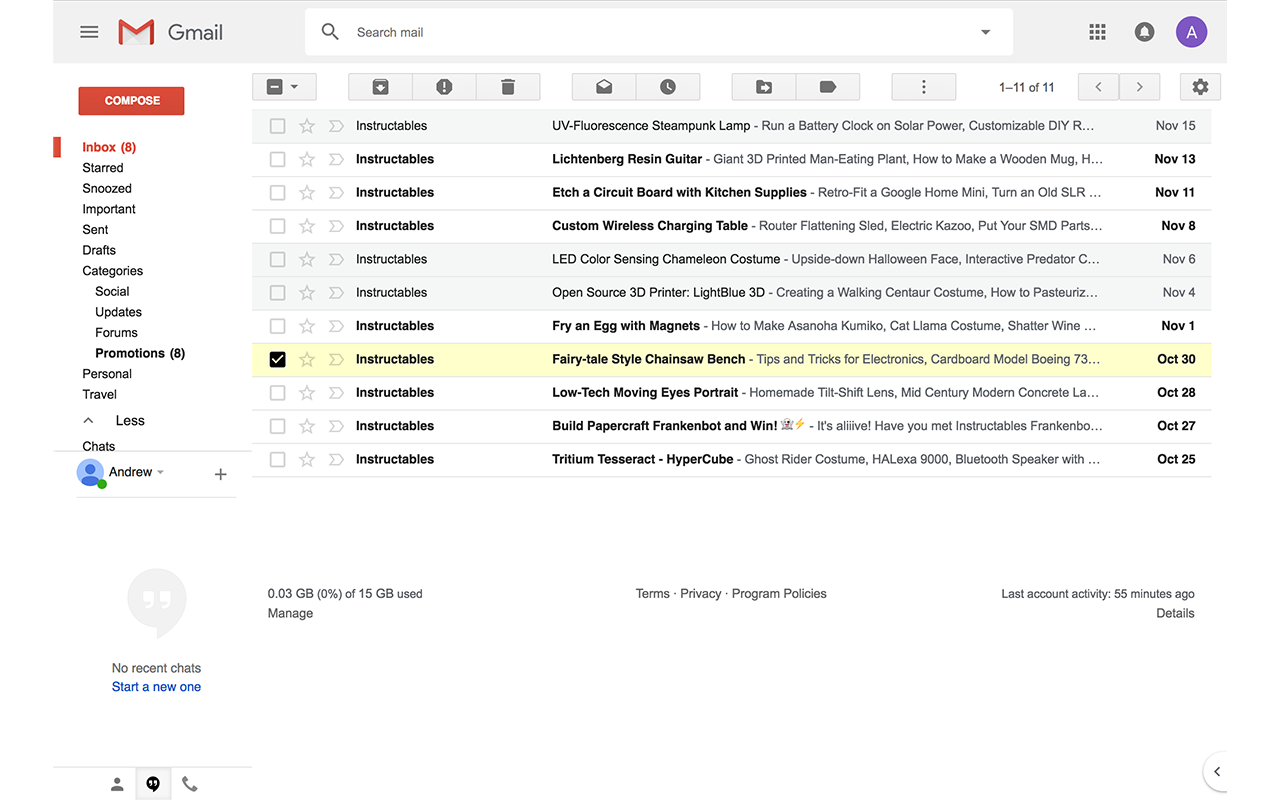 Gmail
Search mail
A
COMPOSE
1–11 of 11
Inbox (8)
Starred
Snoozed
Important
Sent
Drafts
Categories
Social
Updates
Forums
Promotions (8)
Personal
Travel
Less
Chats
Andrew
Instructables UV-Fluorescence Steampunk Lamp - Run a Battery Clock on Solar Power, Customizable DIY R… Nov 15
Instructables Lichtenberg Resin Guitar - Giant 3D Printed Man-Eating Plant, How to Make a Wooden Mug, H… Nov 13
Instructables Etch a Circuit Board with Kitchen Supplies - Retro-Fit a Google Home Mini, Turn an Old SLR … Nov 11
Instructables Custom Wireless Charging Table - Router Flattening Sled, Electric Kazoo, Put Your SMD Parts… Nov 8
Instructables LED Color Sensing Chameleon Costume - Upside-down Halloween Face, Interactive Predator C… Nov 6
Instructables Open Source 3D Printer: LightBlue 3D - Creating a Walking Centaur Costume, How to Pasteuriz… Nov 4
Instructables Fry an Egg with Magnets - How to Make Asanoha Kumiko, Cat Llama Costume, Shatter Wine … Nov 1
Instructables Fairy-tale Style Chainsaw Bench - Tips and Tricks for Electronics, Cardboard Model Boeing 73… Oct 30
Instructables Low-Tech Moving Eyes Portrait - Homemade Tilt-Shift Lens, Mid Century Modern Concrete La… Oct 28
Instructables Build Papercraft Frankenbot and Win! 👻⚡ - It's aliiive! Have you met Instructables Frankenbo… Oct 27
Instructables Tritium Tesseract - HyperCube - Ghost Rider Costume, HALexa 9000, Bluetooth Speaker with … Oct 25
0.03 GB (0%) of 15 GB used
Manage
Terms · Privacy · Program Policies
Last account activity: 55 minutes ago
Details
No recent chats
Start a new one